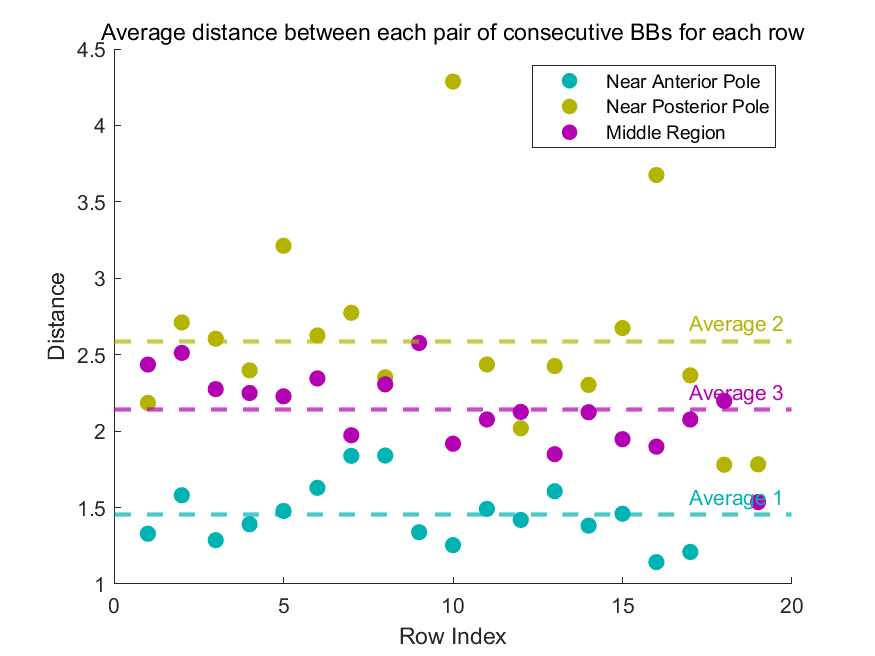 Average distance between each pair of consecutive BBs for each row
4.5
4
3.5
3
2.5
2
1.5
1
Distance
Near Anterior Pole
Near Posterior Pole
Middle Region
Average 2
Average 3
Average 1
0
5
10
15
20
Row Index